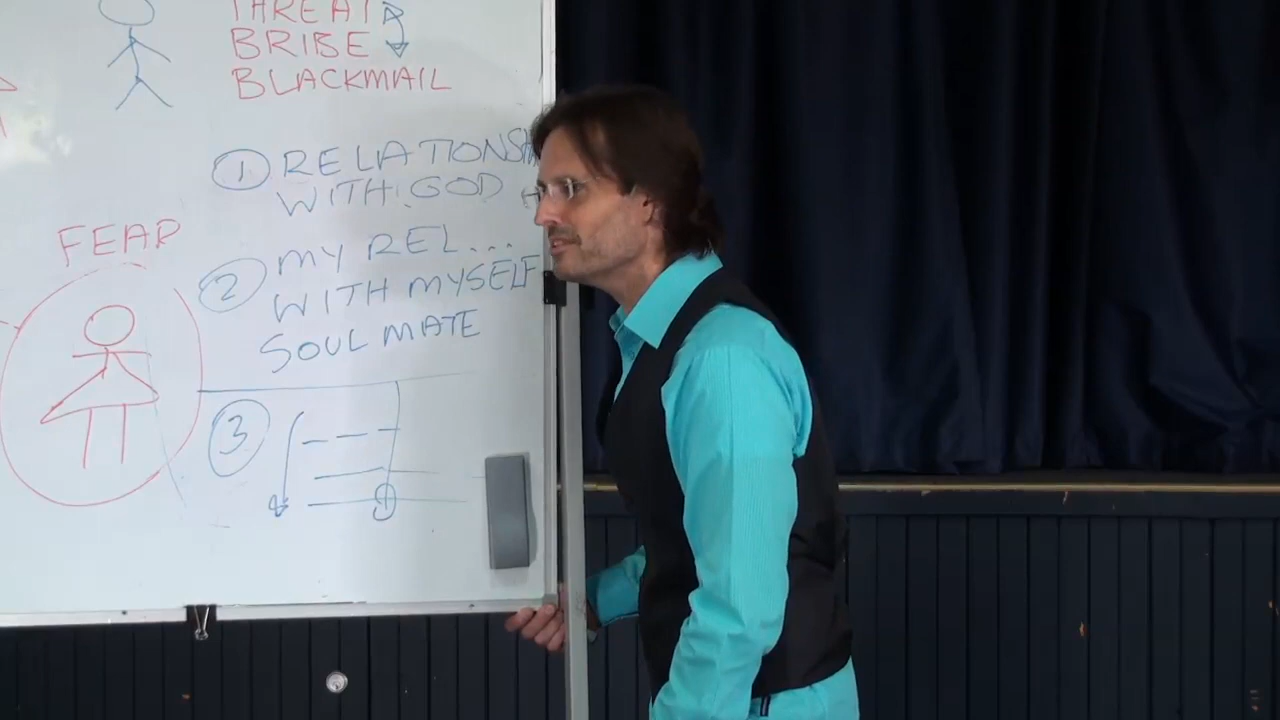 THREAT
BRIBE
BLACKMAIL
1 RELATIONSH
WITH GOD
FEAR
2 MY REL...
WITH MYSELF
SOUL MATE
3